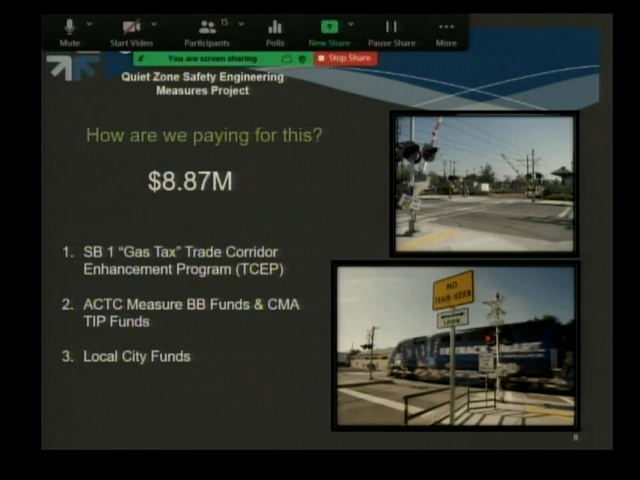 15
Mute
Start Video
Participants
Polls
New Share
Pause Share
More
You are screen sharing
Stop Share
Quiet Zone Safety Engineering
Measures Project
How are we paying for this?
$8.87M
1. SB 1 “Gas Tax” Trade Corridor
Enhancement Program (TCEP)
2. ACTC Measure BB Funds & CMA
TIP Funds
3. Local City Funds
NO
TRAIN HORN
8